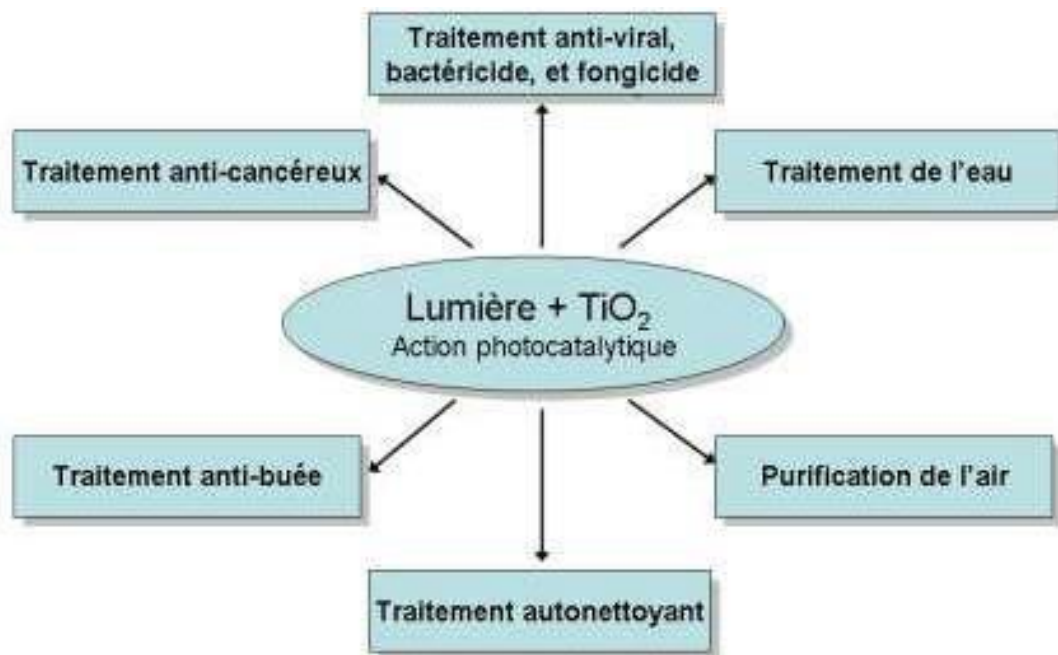 Traitement anti-viral,
bactéricide, et fongicide
Traitement anti-cancéreux
Traitement de l'eau
Lumière + TiO₂
Action photocatalytique
Traitement anti-buée
Purification de l'air
Traitement autonettoyant